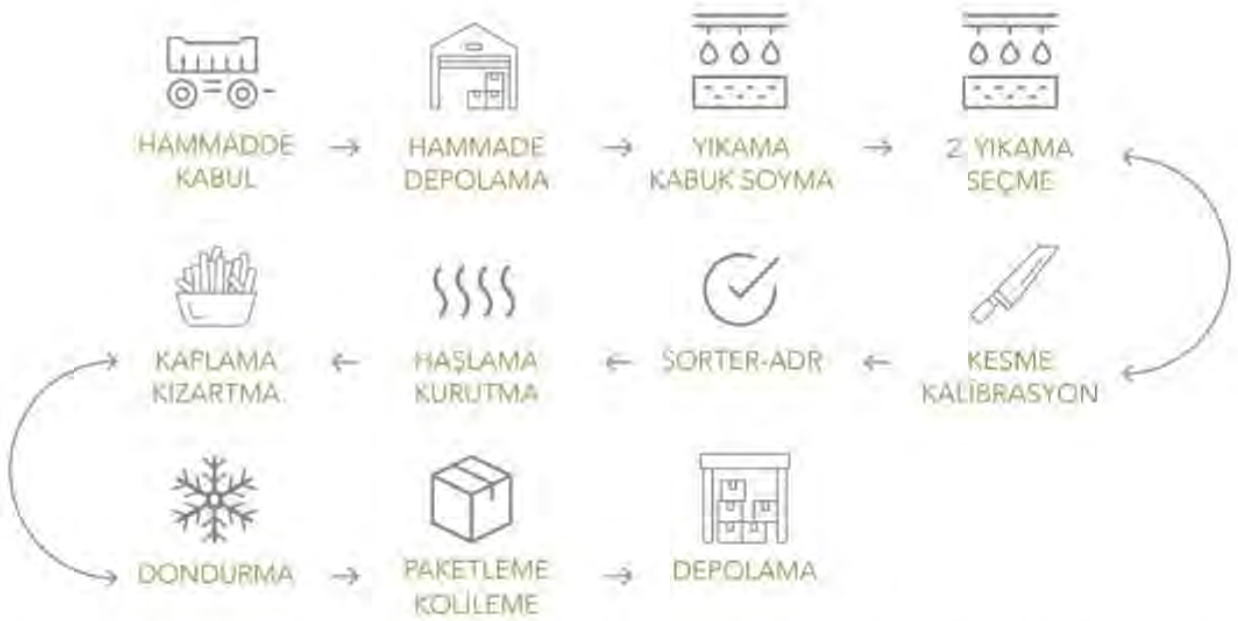 HAMMADDE
KABUL
HAMMADE
DEPOLAMA
YIKAMA
KABUK SOYMA
2. YIKAMA
SEÇME
KESME
KALİBRASYON
SORTER-ADR
HAŞLAMA
KURUTMA
KAPLAMA
KIZARTMA
DONDURMA
PAKETLEME
KOLİLEME
DEPOLAMA